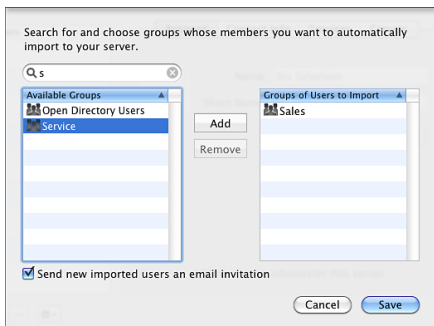 Search for and choose groups whose members you want to automatically
import to your server.
s
Available Groups
Groups of Users to Import
Open Directory Users
Sales
Service
Add
Remove
Send new imported users an email invitation
Cancel
Save